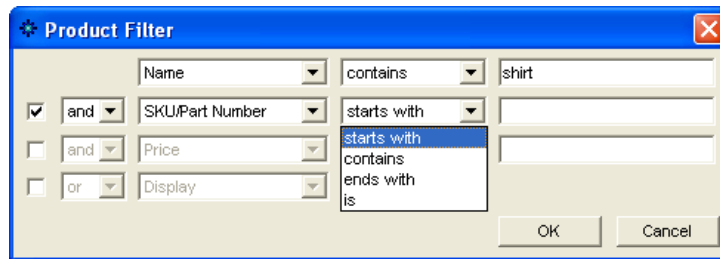 Product Filter
Name contains shirt
and SKU/Part Number starts with
starts with
and Price
contains
ends with
or Display
is
OK Cancel